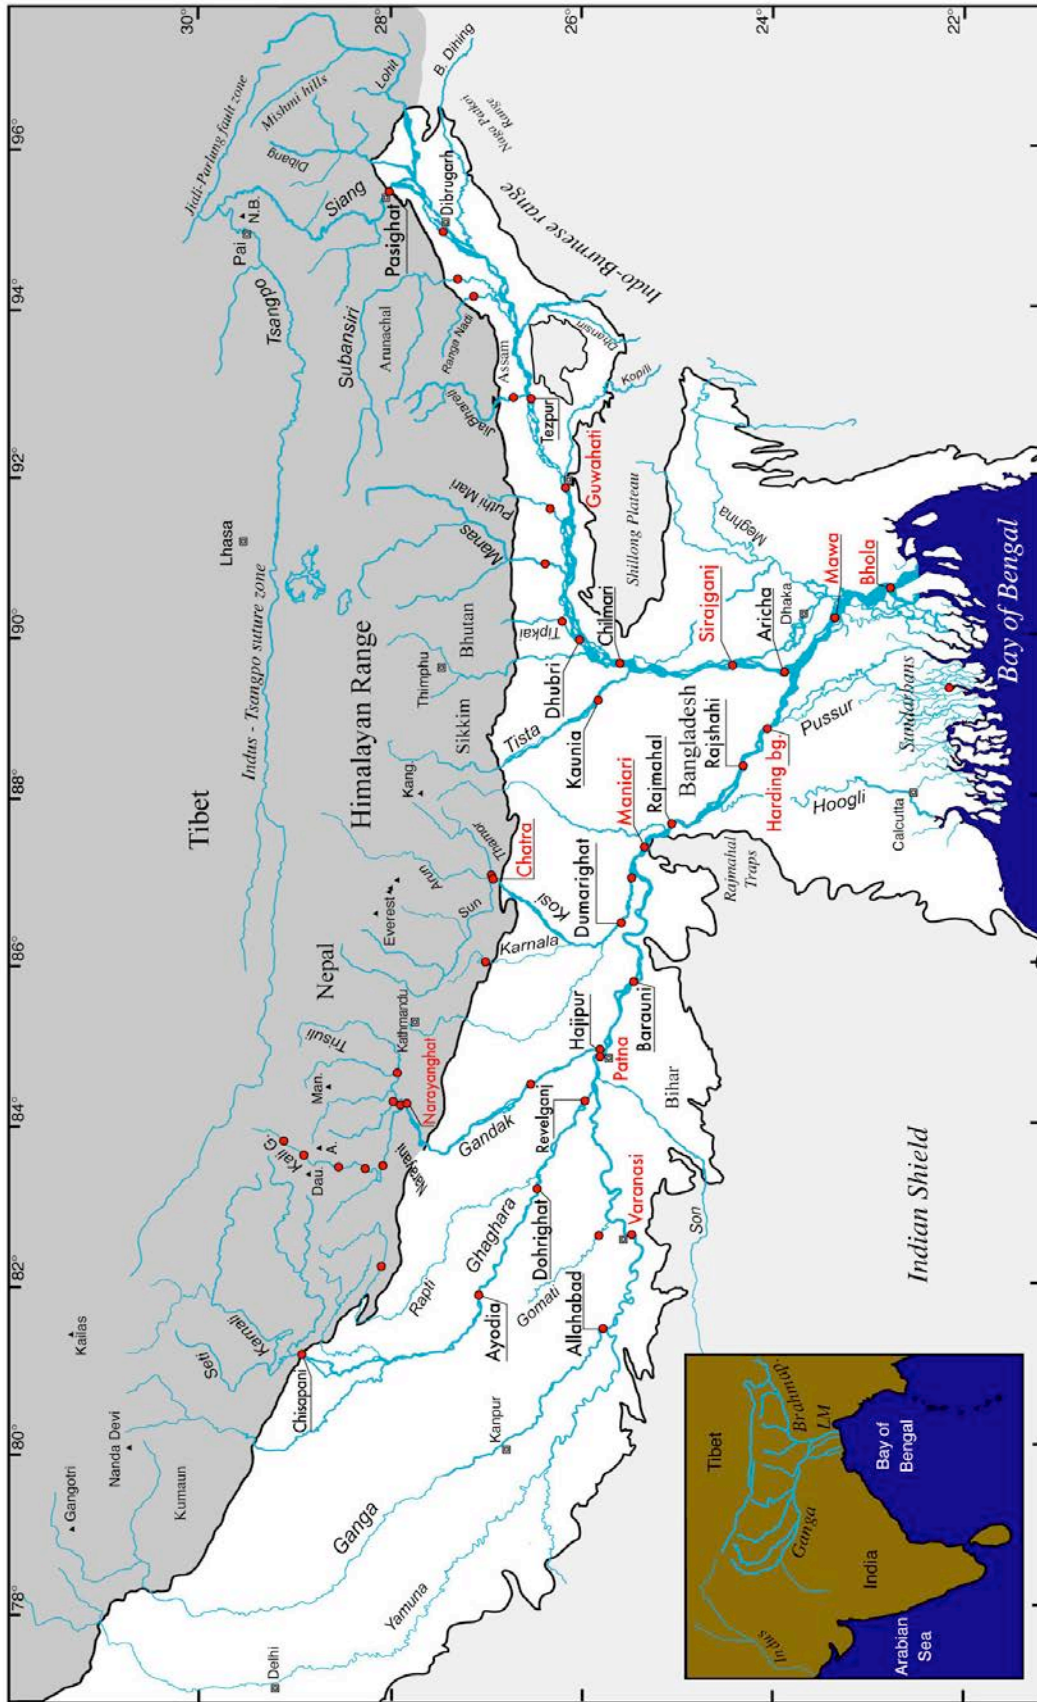 78°
80°
82°
84°
86°
88°
90°
92°
94°
96°
30°
28°
26°
24°
22°
Gangotri
Nanda Devi
Kumaun
Kailas
Seti
Karnali
Chisapani
Kali G.
Dau.
A.
Man.
Trisuli
Narayani
Narayanghat
Kathmandu
Nepal
Tibet
Himalayan Range
Indus - Tsangpo suture zone
Everest
Sun
Arun
Thamor
Kang.
Chatra
Sikkim
Thimphu
Bhutan
Lhasa
Manas
Puthi Mari
Tipkai
Jia Bhareli
Assam
Ranga Nadi
Arunachal
Subansiri
Tsangpo
Pai
N.B.
Siang
Jiali-Parlung fault zone
Mishmi hills
Dibang
Lohit
B. Dihing
Naga Patkoi
Range
Pasighat
Dibrugarh
Indo-Burmese range
Dhansiri
Kopili
Tezpur
Guwahati
Shillong Plateau
Meghna
Delhi
Yamuna
Ganga
Kanpur
Allahabad
Gomati
Varanasi
Rapti
Ayodia
Ghaghara
Dohrighat
Revelganj
Gandak
Hajipur
Patna
Son
Bihar
Barauni
Karnala
Kosi
Dumarighat
Maniari
Rajmahal
Rajmahal
Traps
Bangladesh
Rajshahi
Harding bg.
Tista
Kaunia
Dhubri
Chilmari
Sirajganj
Aricha
Dhaka
Mawa
Bhola
Pussur
Sundarbans
Hoogli
Calcutta
Bay of Bengal
Indian Shield
Tibet
Indus
Ganga
Brahmap.
LM
India
Arabian
Sea
Bay of
Bengal